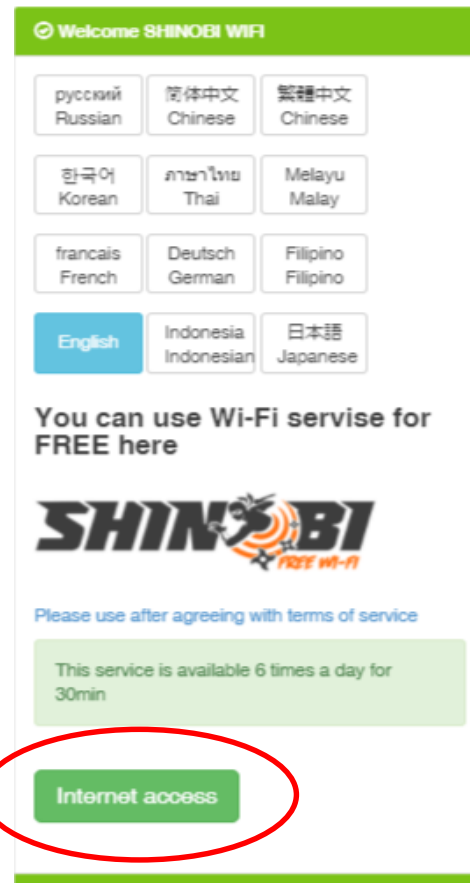 Welcome SHINOBI WIFI
русский 简体中文 繁體中文
Russian Chinese Chinese
한국어 ภาษาไทย Melayu
Korean Thai Malay
francais Deutsch Filipino
French German Filipino
English Indonesia 日本語
Indonesian Japanese
You can use Wi-Fi servise for
FREE here
SHINOBI
FREE WI-FI
Please use after agreeing with terms of service
This service is available 6 times a day for
30min
Internet access